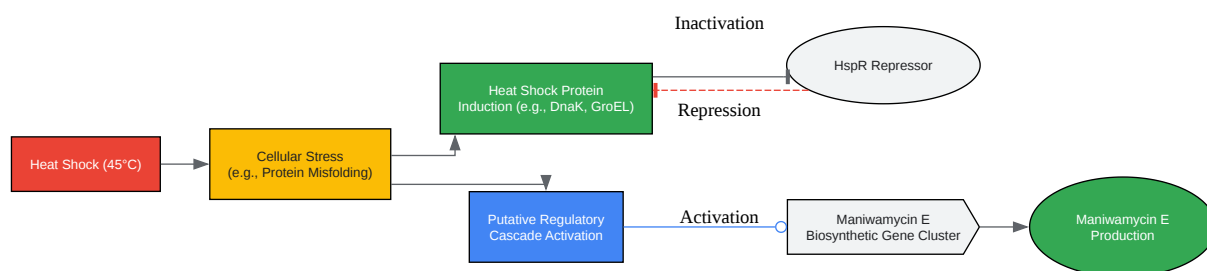 Inactivation
HspR Repressor
Heat Shock Protein
Induction (e.g., DnaK, GroEL)
Repression
Heat Shock (45°C)
Cellular Stress
(e.g., Protein Misfolding)
Putative Regulatory
Cascade Activation
Activation
Maniwamycin E
Biosynthetic Gene Cluster
Maniwamycin E
Production